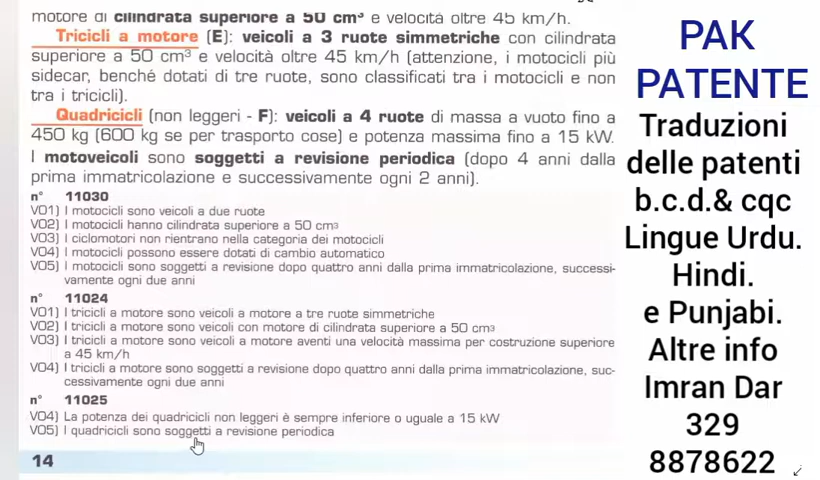 motore di cilindrata superiore a 50 cm³ e velocità oltre 45 km/h.
Tricicli a motore (E): veicoli a 3 ruote simmetriche con cilindrata
superiore a 50 cm³ e velocità oltre 45 km/h (attenzione, i motocicli più
sidecar, benché dotati di tre ruote, sono classificati tra i motocicli e non
tra i tricicli).
Quadricicli (non leggeri - F): veicoli a 4 ruote di massa a vuoto fino a
450 kg (600 kg se per trasporto cose) e potenza massima fino a 15 kW.
I motoveicoli sono soggetti a revisione periodica (dopo 4 anni dalla
prima immatricolazione e successivamente ogni 2 anni).
n° 11030
V01) I motocicli sono veicoli a due ruote
V02) I motocicli hanno cilindrata superiore a 50 cm³
V03) I ciclomotori non rientrano nella categoria dei motocicli
V04) I motocicli possono essere dotati di cambio automatico
V05) I motocicli sono soggetti a revisione dopo quattro anni dalla prima immatricolazione, successi-
vamente ogni due anni
n° 11024
V01) I tricicli a motore sono veicoli a motore a tre ruote simmetriche
V02) I tricicli a motore sono veicoli con motore di cilindrata superiore a 50 cm³
V03) I tricicli a motore sono veicoli a motore aventi una velocità massima per costruzione superiore
a 45 km/h
V04) I tricicli a motore sono soggetti a revisione dopo quattro anni dalla prima immatricolazione, suc-
cessivamente ogni due anni
n° 11025
V04) La potenza dei quadricicli non leggeri è sempre inferiore o uguale a 15 kW
V05) I quadricicli sono soggetti a revisione periodica
14
PAK
PATENTE
Traduzioni
delle patenti
b.c.d.& cqc
Lingue Urdu.
Hindi.
e Punjabi.
Altre info
Imran Dar
329
8878622